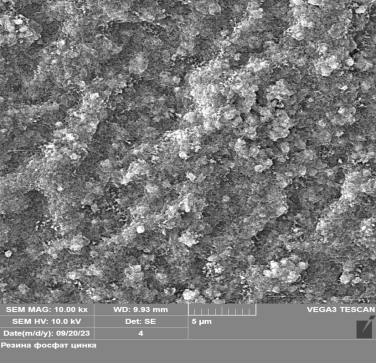 SEM MAG: 10.00 kx WD: 9.93 mm VEGA3 TESCAN
SEM HV: 10.0 kV Det: SE 5 µm
Date(m/d/y): 09/20/23 4
Резина фосфат цинка